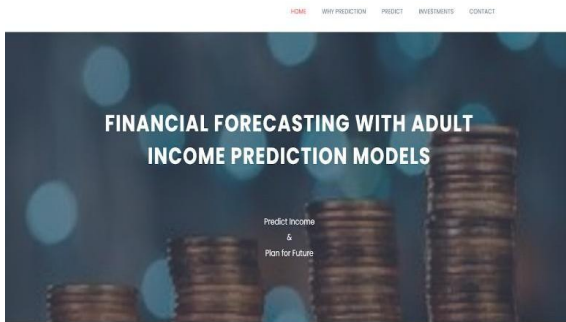 HOME WHY PREDICTION PREDICT INVESTMENTS CONTACT
FINANCIAL FORECASTING WITH ADULT
INCOME PREDICTION MODELS
Predict Income
&
Plan for Future